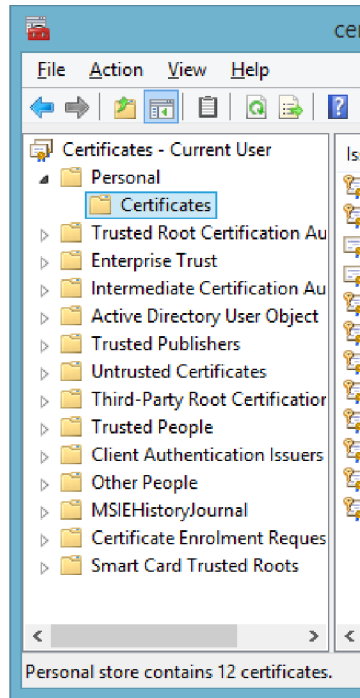 cer
File Action View Help
Certificates - Current User
Is
Personal
Certificates
Trusted Root Certification Au
Enterprise Trust
Intermediate Certification Au
Active Directory User Object
Trusted Publishers
Untrusted Certificates
Third-Party Root Certification
Trusted People
Client Authentication Issuers
Other People
MSIEHistoryJournal
Certificate Enrolment Reques
Smart Card Trusted Roots
Personal store contains 12 certificates.